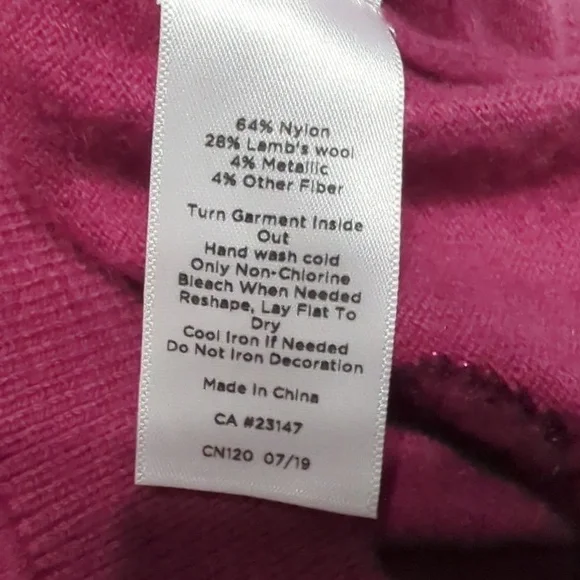 64% Nylon
28% Lamb's wool
4% Metallic
4% Other Fiber
Turn Garment Inside
Out
Hand wash cold
Only Non-Chlorine
Bleach When Needed
Reshape, Lay Flat To
Dry
Cool Iron If Needed
Do Not Iron Decoration
Made In China
CA #23147
CN120 07/19